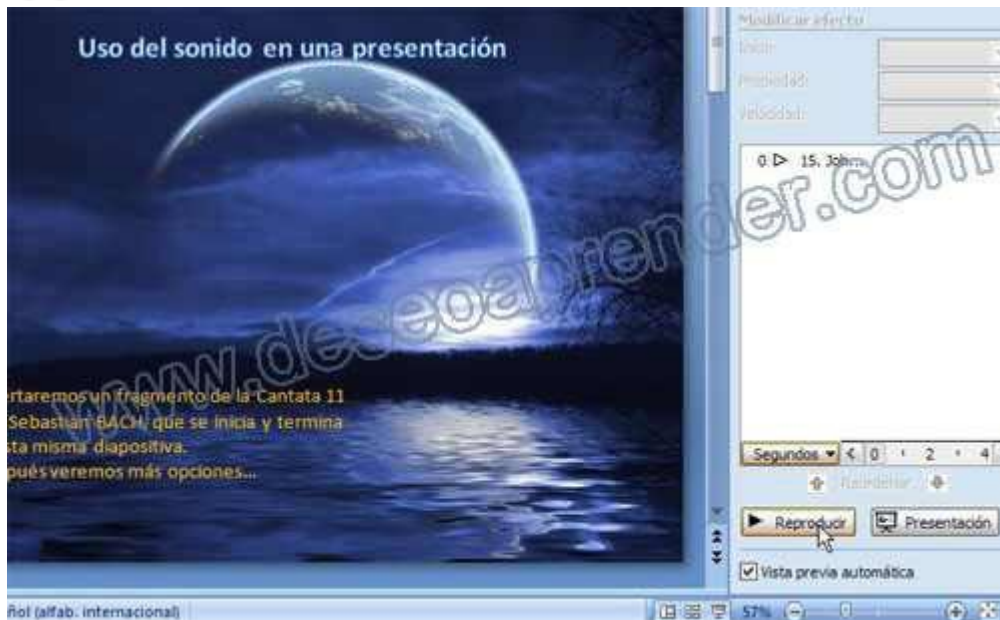 Uso del sonido en una presentación
ertaremos un fragmento de la Cantata 11
Sebastian BACH, que se inicia y termina
sta misma diapositiva.
pués veremos más opciones...
www.deseoaprender.com
Modificar efecto
Inicio:
Propiedad:
Velocidad:
0 15. Joh...
Segundos 0 2 4
Reordenar
Reproducir Presentación
Vista previa automática
ñol (alfab. internacional) 57%